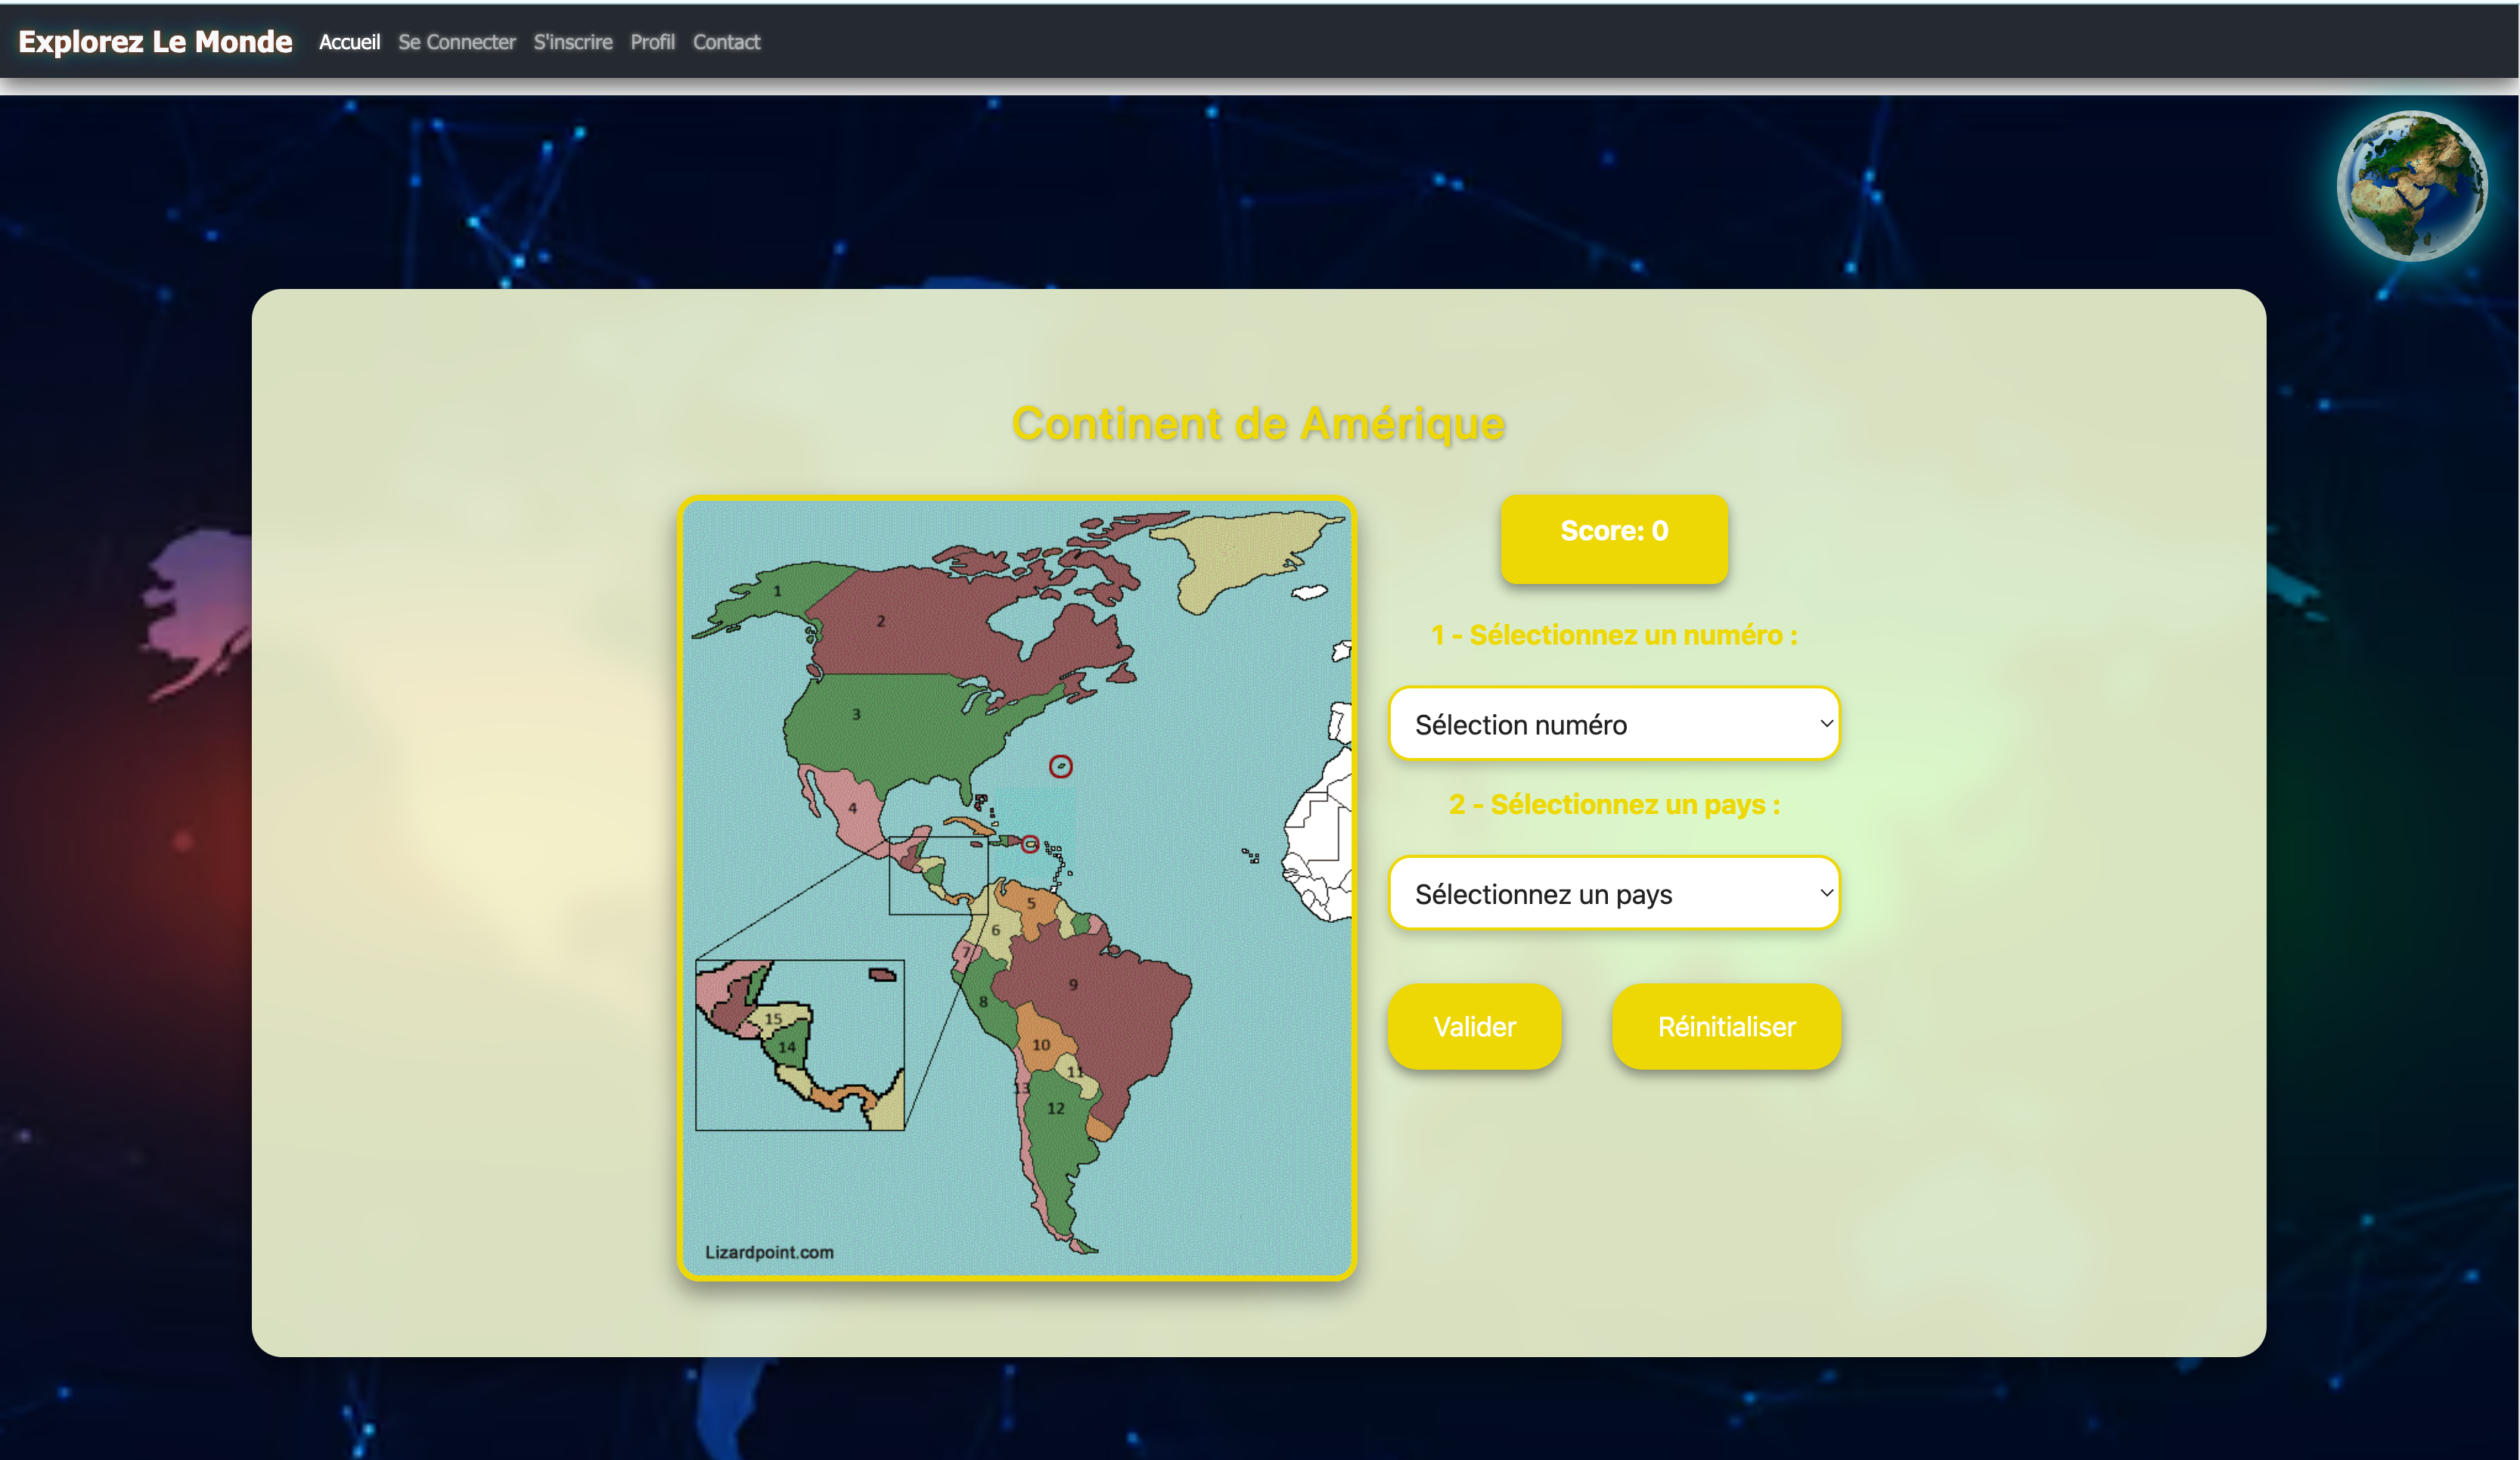 Explorez Le Monde Accueil Se Connecter S'inscrire Profil Contact
Continent de Amérique
Score: 0
1 - Sélectionnez un numéro :
Sélection numéro
2 - Sélectionnez un pays :
Sélectionnez un pays
Valider Réinitialiser
1
2
3
4
5
6
7
8
9
10
11
12
13
15
14
Lizardpoint.com